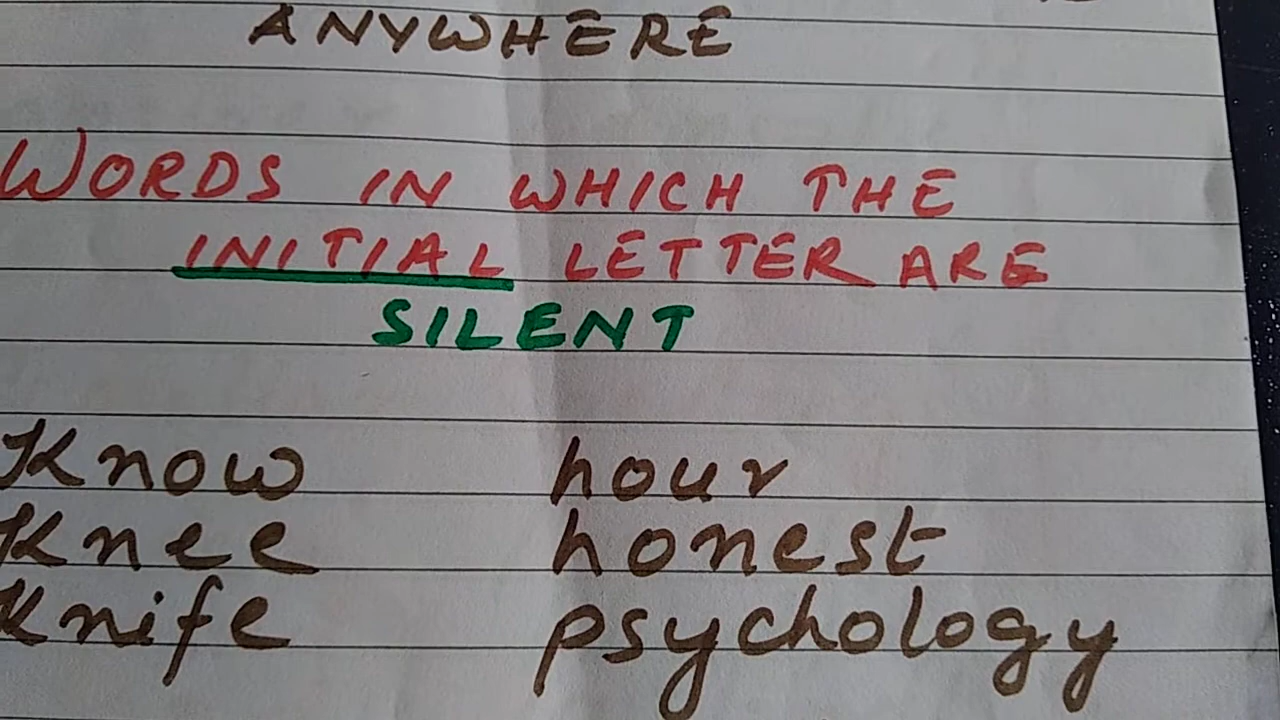 ANYWHERE
WORDS IN WHICH THE
INITIAL LETTER ARE
SILENT
Know hour
Knee honest
Knife psychology